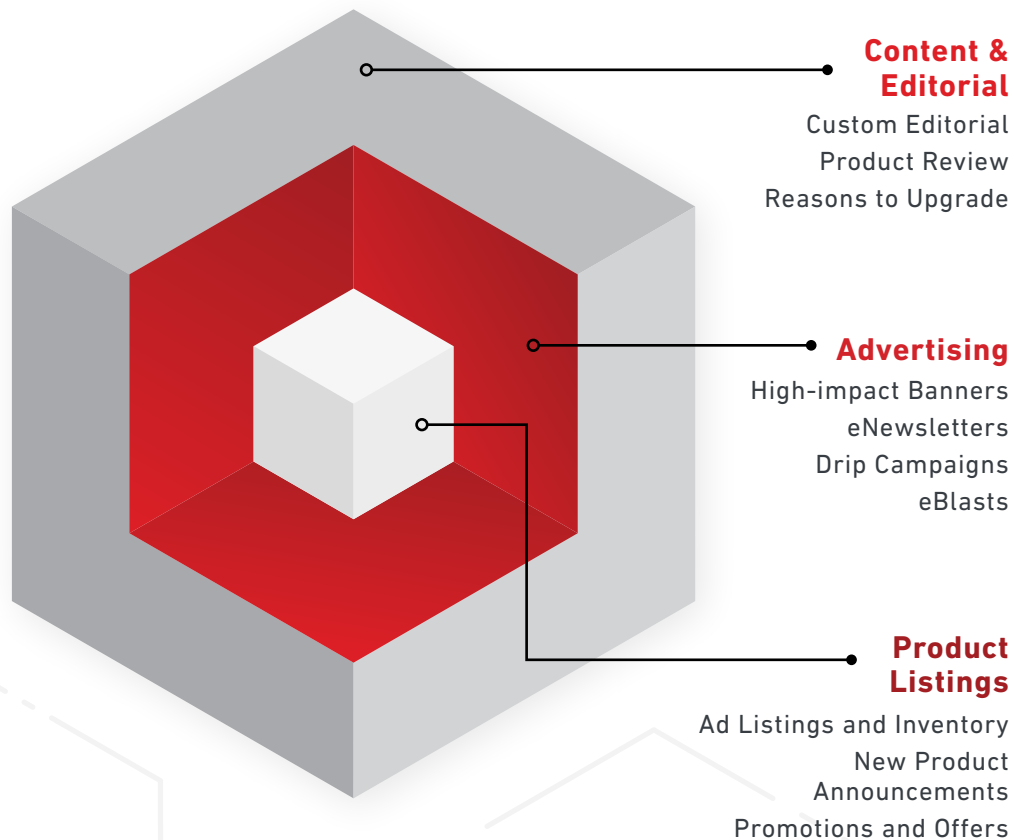 Content &
Editorial
Custom Editorial
Product Review
Reasons to Upgrade
Advertising
High-impact Banners
eNewsletters
Drip Campaigns
eBlasts
Product
Listings
Ad Listings and Inventory
New Product
Announcements
Promotions and Offers